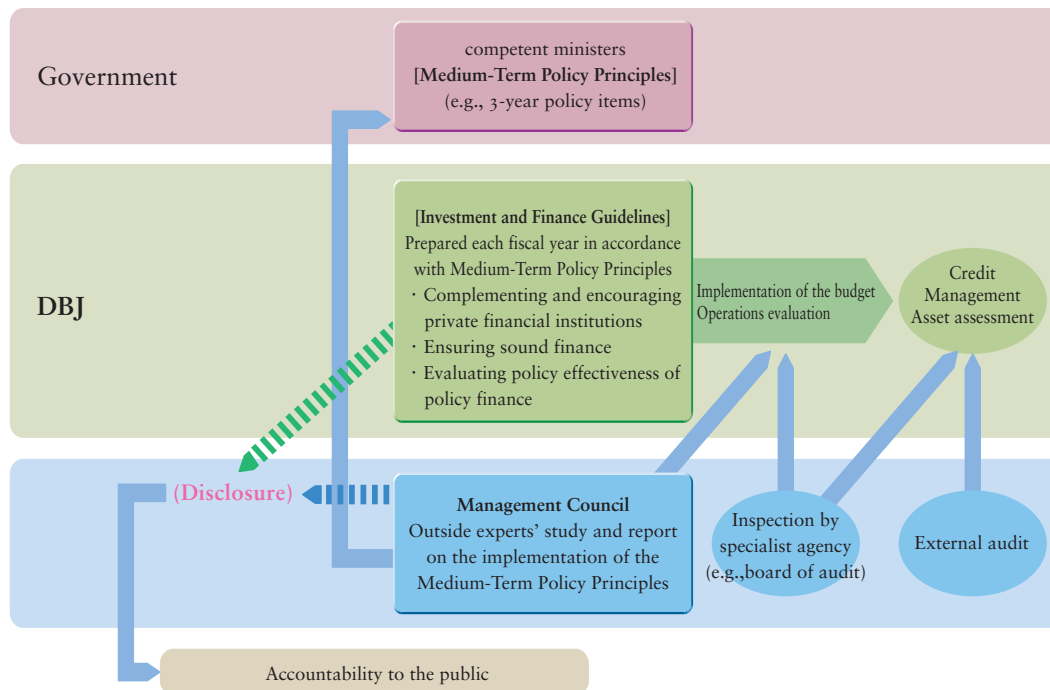 Government
competent ministers
[Medium-Term Policy Principles]
(e.g., 3-year policy items)
DBJ
[Investment and Finance Guidelines]
Prepared each fiscal year in accordance
with Medium-Term Policy Principles
· Complementing and encouraging
private financial institutions
· Ensuring sound finance
· Evaluating policy effectiveness of
policy finance
Implementation of the budget
Operations evaluation
Credit
Management
Asset assessment
(Disclosure)
Management Council
Outside experts' study and report
on the implementation of the
Medium-Term Policy Principles
Inspection by
specialist agency
(e.g.,board of audit)
External audit
Accountability to the public